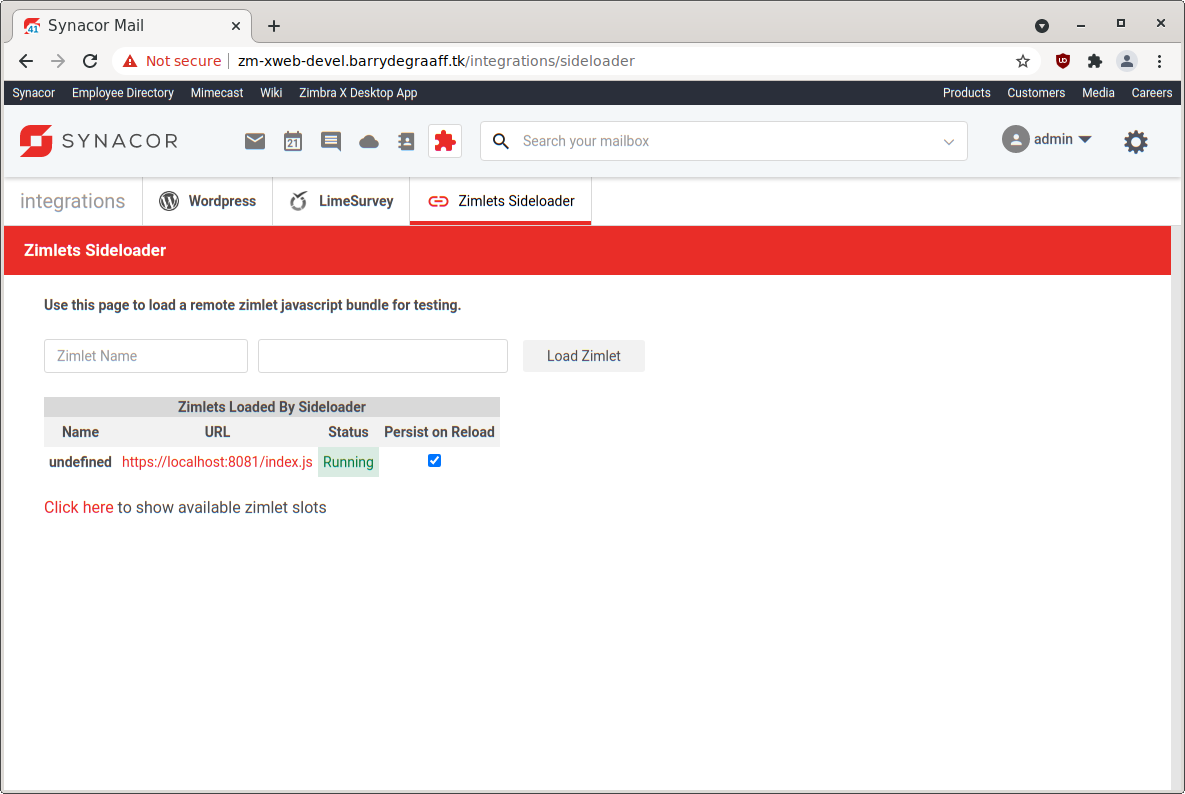 41 Synacor Mail
Not secure zm-xweb-devel.barrydegraaff.tk/integrations/sideloader
Synacor Employee Directory Mimecast Wiki Zimbra X Desktop App Products Customers Media Careers
SYNACOR 21 Search your mailbox admin
integrations Wordpress LimeSurvey Zimlets Sideloader
Zimlets Sideloader
Use this page to load a remote zimlet javascript bundle for testing.
Zimlet Name Load Zimlet
Zimlets Loaded By Sideloader
Name URL Status Persist on Reload
undefined https://localhost:8081/index.js Running
Click here to show available zimlet slots